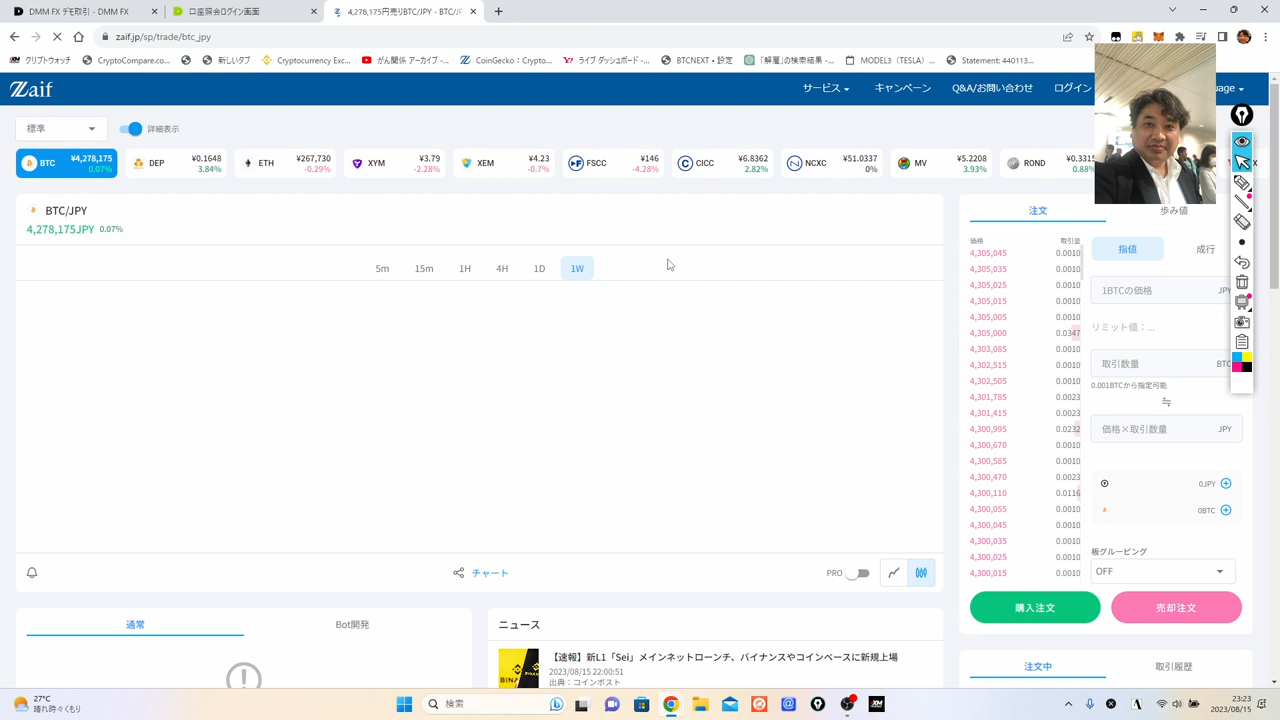 DMM FX デモ取引 - DMM FX
口座照会ログイン画面
4,278,175円売りBTC/JPY - BTC/JP
zaif.jp/sp/trade/btc_jpy
クリプトウォッチ
CryptoCompare.co...
新しいタブ
Cryptocurrency Exc...
がん関係 アーカイブ -...
CoinGecko：Crypto...
ライブ ダッシュボード -...
BTCNEXT • 設定
「解雇」の検索結果 -...
MODEL3（TESLA）...
Statement: 440113...
Zaif
サービス
キャンペーン
Q&A/お問い合わせ
ログイン
uage
標準
詳細表示
BTC ¥4,278,175 0.07%
DEP ¥0.1648 3.84%
ETH ¥267,730 -0.29%
XYM ¥3.79 -2.28%
XEM ¥4.23 -0.7%
FSCC ¥146 -4.28%
CICC ¥6.8362 2.82%
NCXC ¥51.0337 0%
MV ¥5.2208 3.93%
ROND ¥0.3315 0.88%
X
BTC/JPY
4,278,175JPY 0.07%
5m 15m 1H 4H 1D 1W
チャート
PRO
注文
歩み値
価格 取引量
4,305,045 0.0010
4,305,035 0.0010
4,305,025 0.0010
4,305,015 0.0010
4,305,005 0.0010
4,305,000 0.0347
4,303,085 0.0010
4,302,515 0.0010
4,302,505 0.0010
4,301,785 0.0023
4,301,415 0.0023
4,300,995 0.0232
4,300,670 0.0010
4,300,585 0.0010
4,300,470 0.0023
4,300,110 0.0116
4,300,055 0.0010
4,300,045 0.0010
4,300,035 0.0010
4,300,025 0.0010
4,300,015 0.0010
指値
成行
1BTCの価格 JPY
リミット値：...
取引数量 BTC
0.001BTCから指定可能
価格×取引数量 JPY
0JPY
0BTC
板グルーピング
OFF
購入注文
売却注文
通常
Bot開発
ニュース
【速報】新L1「Sei」メインネットローンチ、バイナンスやコインベースに新規上場
2023/08/15 22:00:51
出典：コインポスト
BINAN
注文中
取引履歴
27°C
晴れ時々くもり
検索
XM
A
23:23
2023/08/15